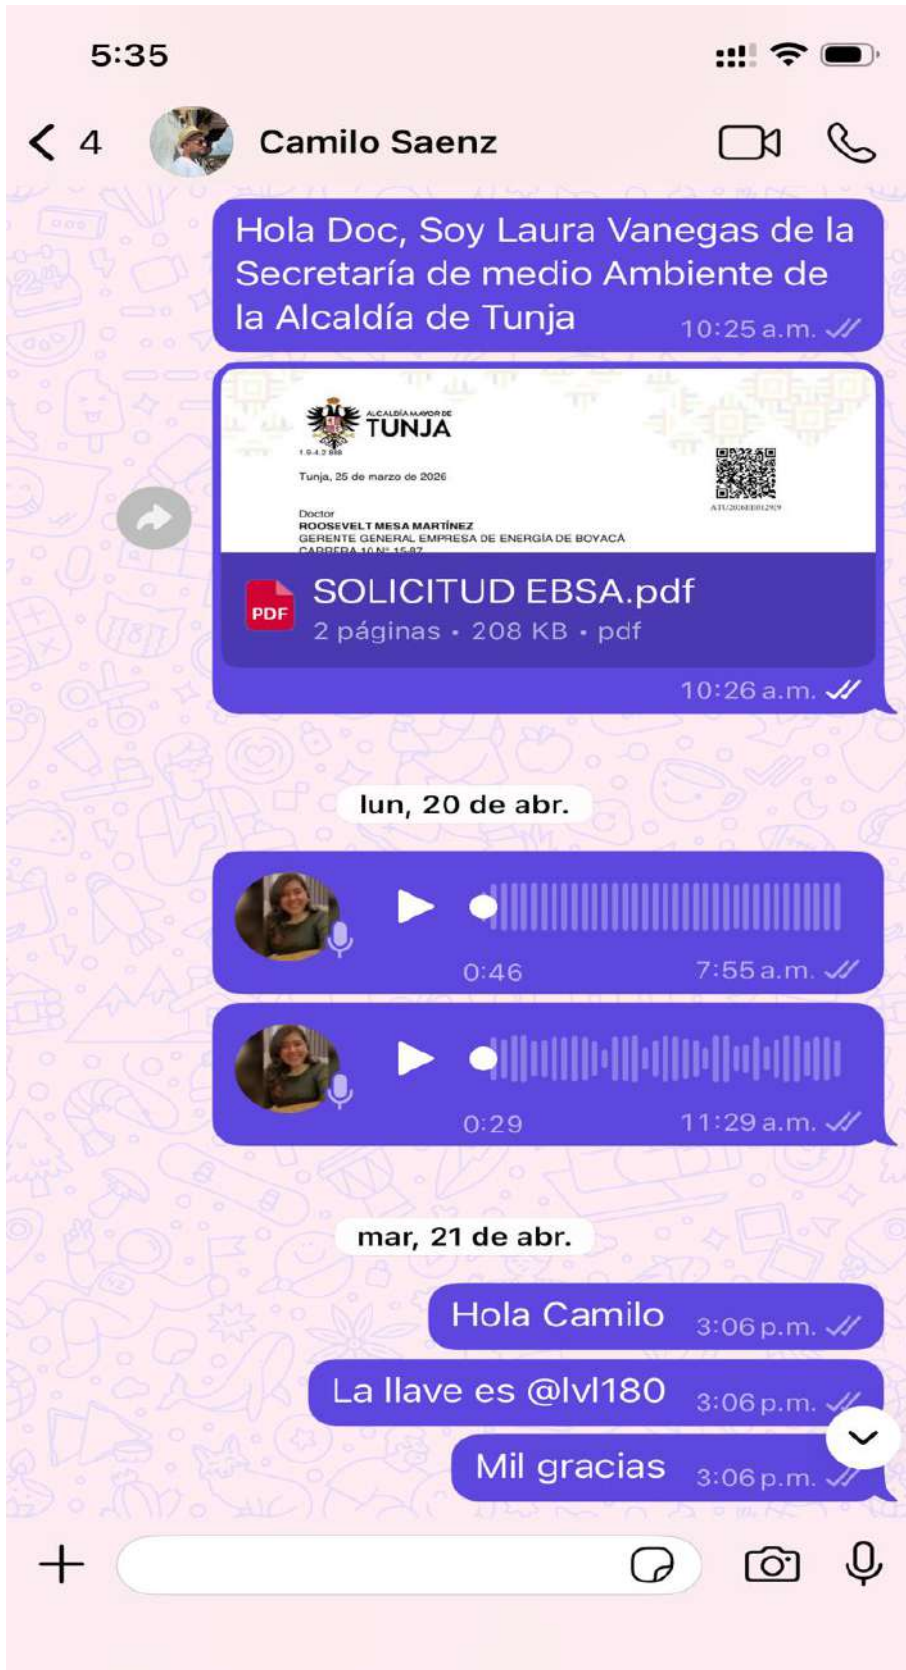 5:35
4
Camilo Saenz
Hola Doc, Soy Laura Vanegas de la
Secretaría de medio Ambiente de
la Alcaldía de Tunja
10:25 a.m.
ALCALDÍA MAYOR DE
TUNJA
Tunja, 25 de marzo de 2026
Doctor
ROOSEVELT MESA MARTÍNEZ
GERENTE GENERAL EMPRESA DE ENERGÍA DE BOYACÁ
CARRERA 10 N° 15-87
PDF
SOLICITUD EBSA.pdf
2 páginas • 208 KB • pdf
10:26 a.m.
lun, 20 de abr.
0:46
7:55 a.m.
0:29
11:29 a.m.
mar, 21 de abr.
Hola Camilo
3:06 p.m.
La llave es @lvl180
3:06 p.m.
Mil gracias
3:06 p.m.